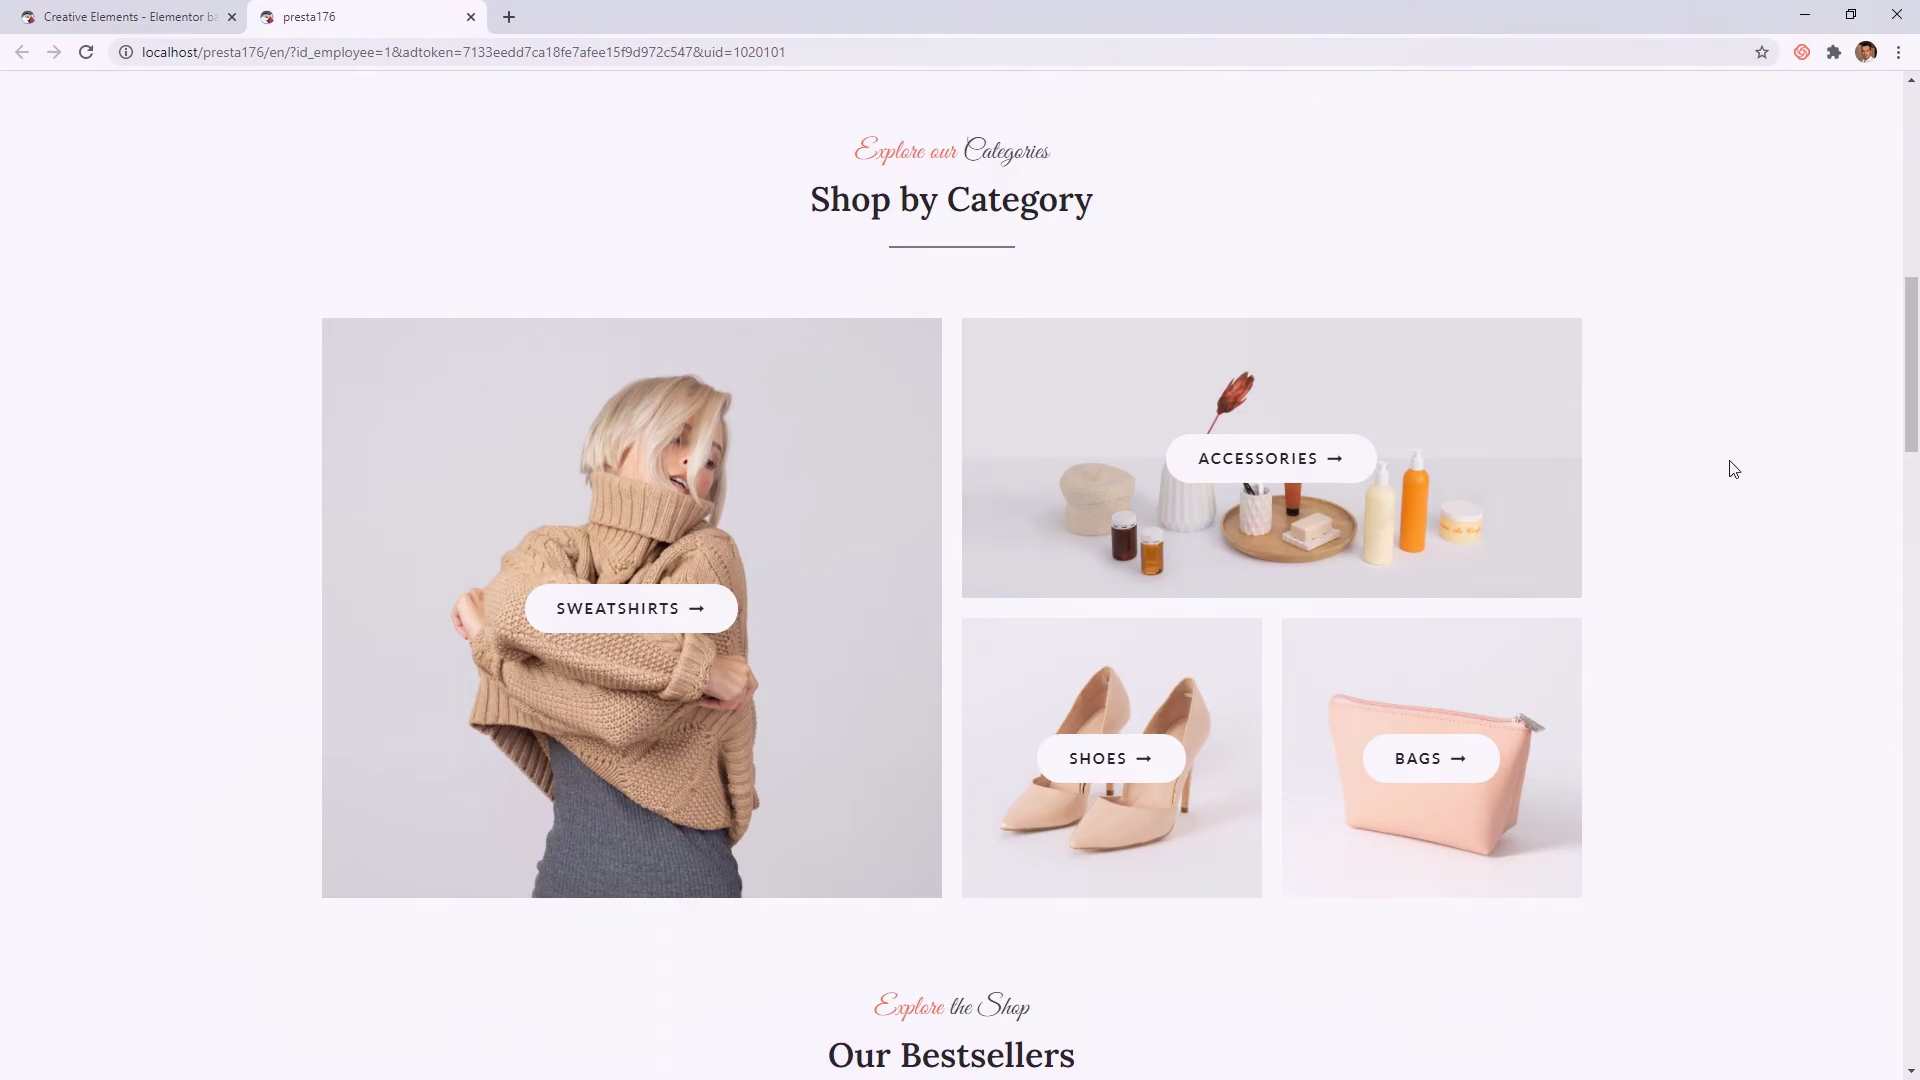 Creative Elements - Elementor ba
presta176
localhost/presta176/en/?id_employee=1&adtoken=7133eedd7ca18fe7afee15f9d972c547&uid=1020101
Explore our Categories
Shop by Category
SWEATSHIRTS
ACCESSORIES
SHOES
BAGS
Explore the Shop
Our Bestsellers